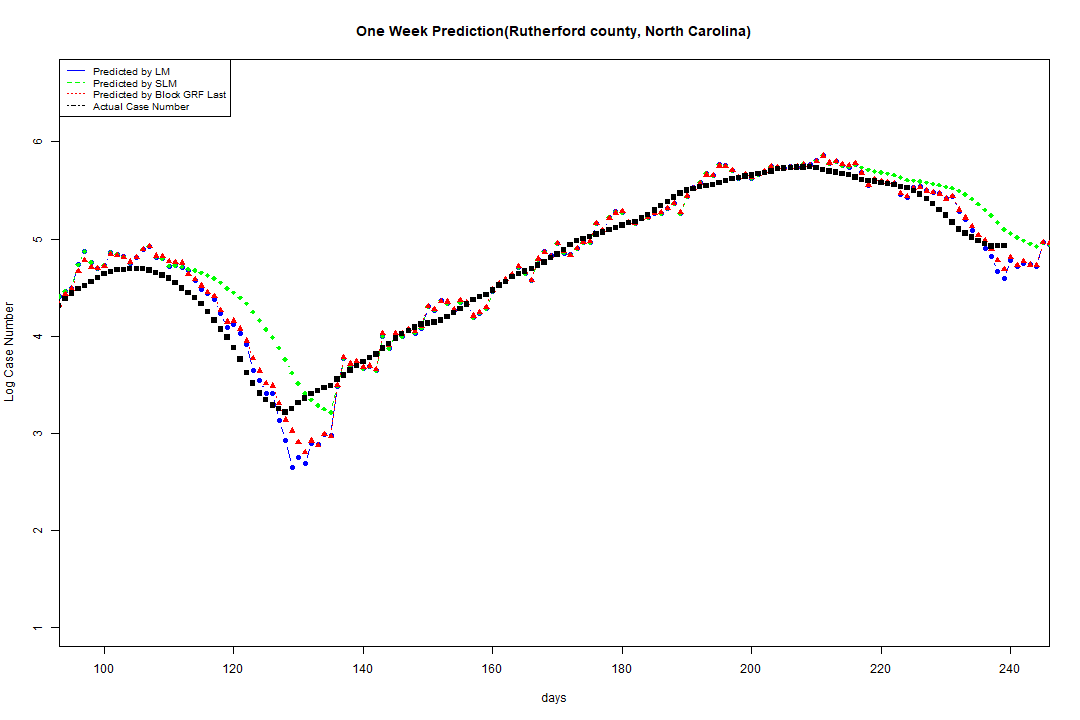 One Week Prediction(Rutherford county, North Carolina)
Predicted by LM
Predicted by SLM
Predicted by Block GRF Last
Actual Case Number
6
5
4
3
2
1
Log Case Number
100 120 140 160 180 200 220 240
days